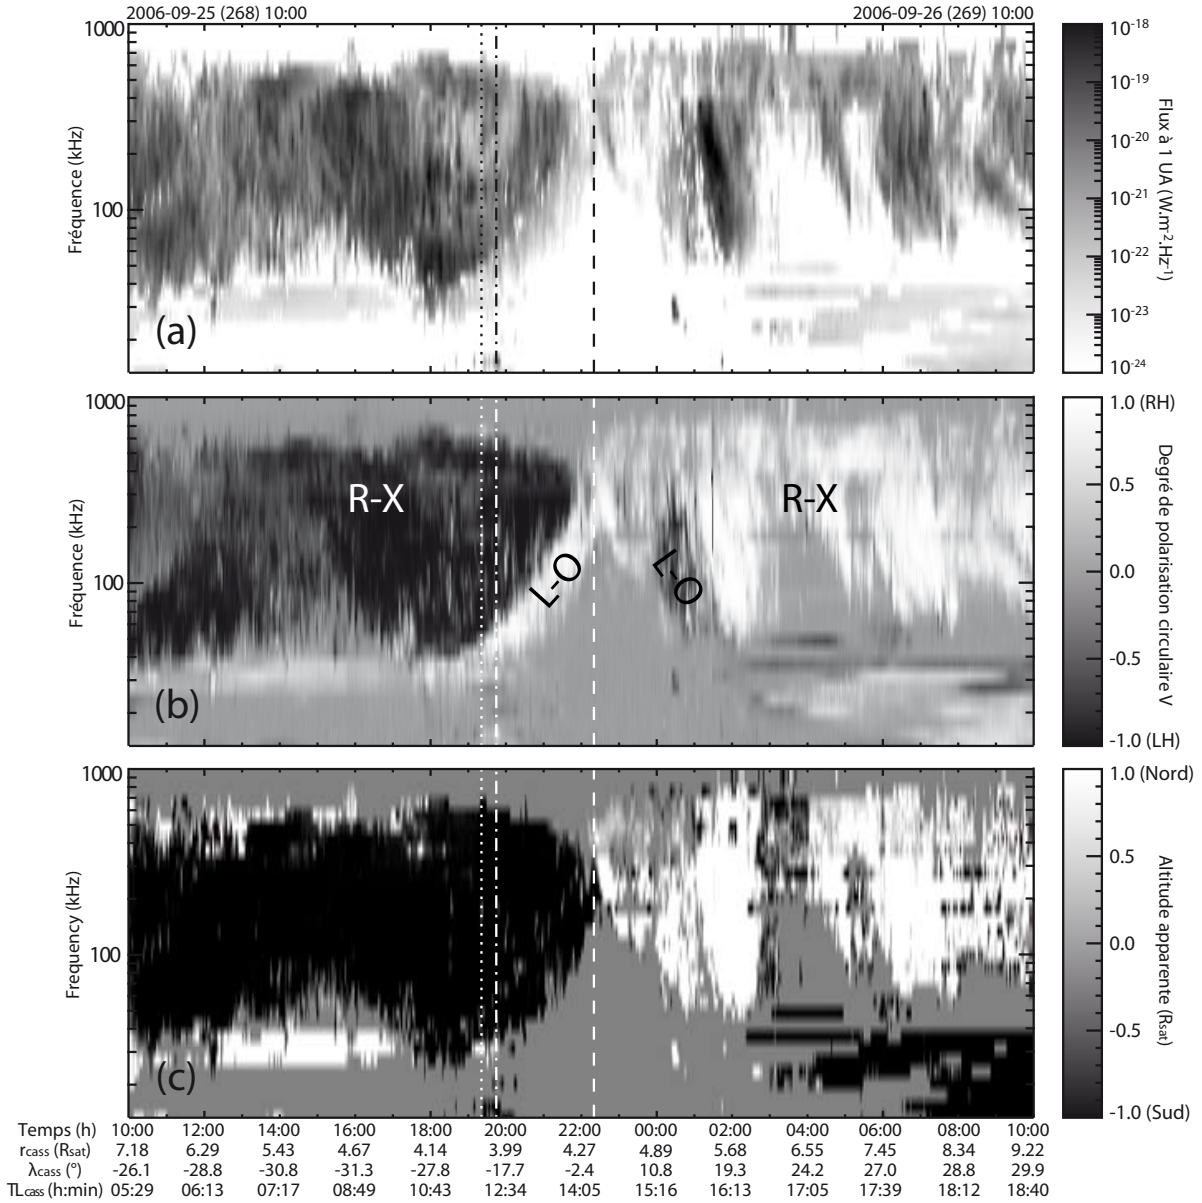 2006-09-25 (268) 10:00
2006-09-26 (269) 10:00
1000
100
Fréquence (kHz)
(a)
10-18
10-19
10-20
10-21
10-22
10-23
10-24
Flux à 1 UA (W.m-2.Hz-1)
1000
100
Fréquence (kHz)
R-X
L-O
L-O
R-X
(b)
1.0 (RH)
0.5
0.0
-0.5
-1.0 (LH)
Degré de polarisation circulaire V
1000
100
Frequency (kHz)
(c)
1.0 (Nord)
0.5
0.0
-0.5
-1.0 (Sud)
Altitude apparente (Rsat)
Temps (h) 10:00 12:00 14:00 16:00 18:00 20:00 22:00 00:00 02:00 04:00 06:00 08:00 10:00
rcass (Rsat) 7.18 6.29 5.43 4.67 4.14 3.99 4.27 4.89 5.68 6.55 7.45 8.34 9.22
λcass (°) -26.1 -28.8 -30.8 -31.3 -27.8 -17.7 -2.4 10.8 19.3 24.2 27.0 28.8 29.9
TLcass (h:min) 05:29 06:13 07:17 08:49 10:43 12:34 14:05 15:16 16:13 17:05 17:39 18:12 18:40